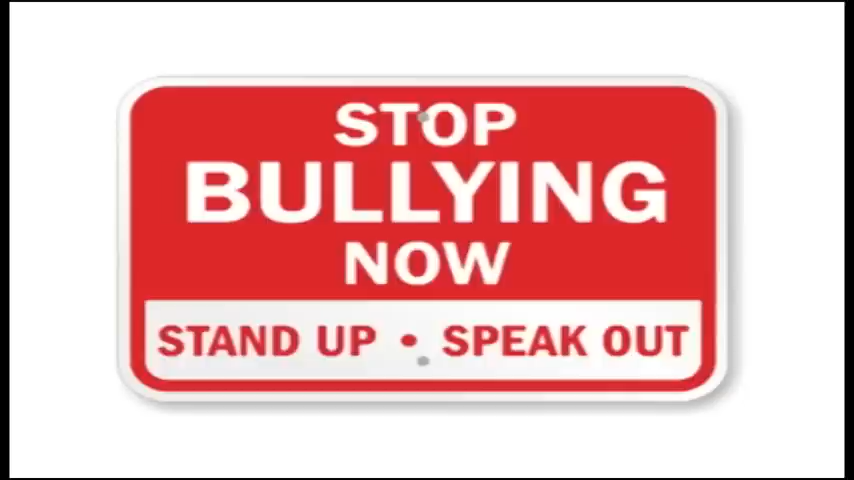 STOP
BULLYING
NOW
STAND UP • SPEAK OUT